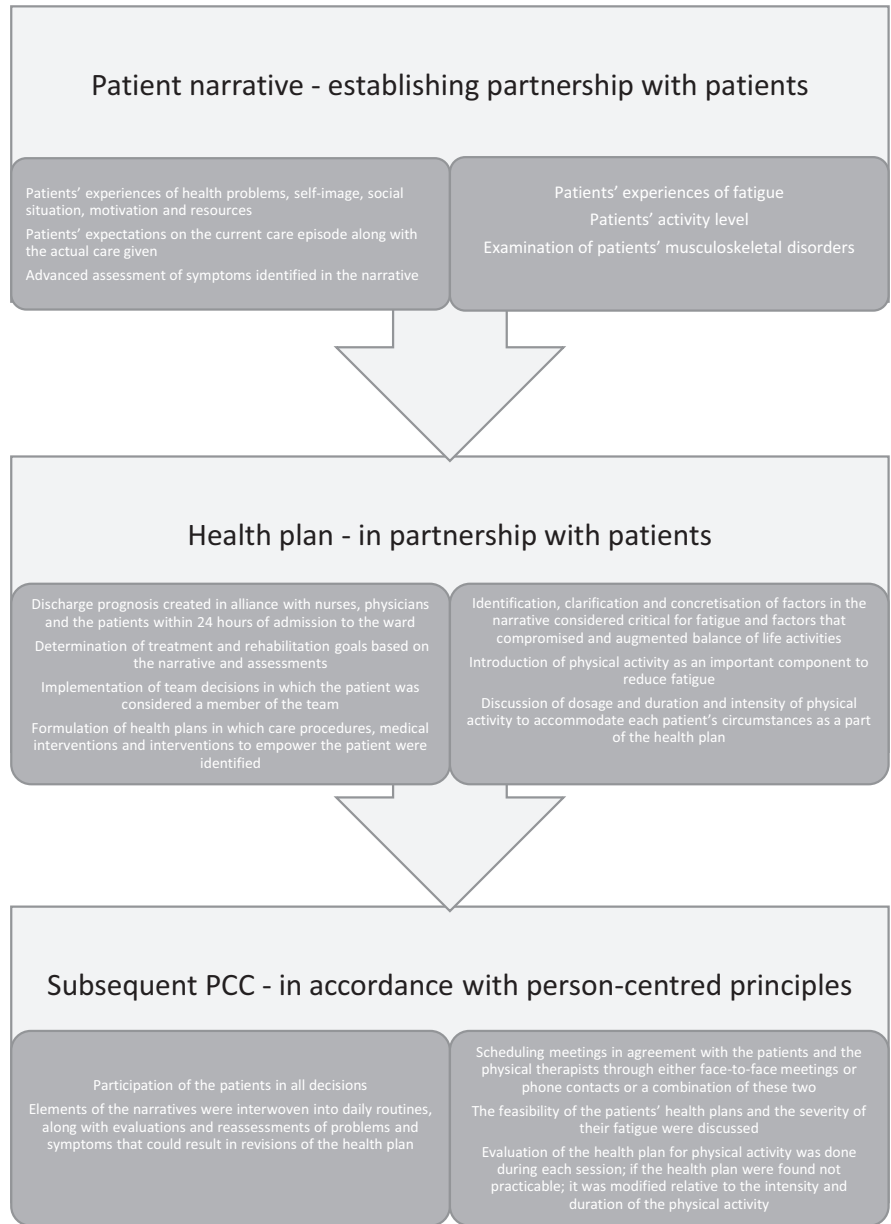 Patient narrative - establishing partnership with patients
Patients’ experiences of health problems, self-image, social
situation, motivation and resources
Patients’ expectations on the current care episode along with
the actual care given
Advanced assessment of symptoms identified in the narrative
Patients’ experiences of fatigue
Patients’ activity level
Examination of patients’ musculoskeletal disorders
Health plan - in partnership with patients
Discharge prognosis created in alliance with nurses, physicians
and the patients within 24 hours of admission to the ward
Determination of treatment and rehabilitation goals based on
the narrative and assessments
Implementation of team decisions in which the patient was
considered a member of the team
Formulation of health plans in which care procedures, medical
interventions and interventions to empower the patient were
identified
Identification, clarification and concretisation of factors in the
narrative considered critical for fatigue and factors that
compromised and augmented balance of life activities
Introduction of physical activity as an important component to
reduce fatigue
Discussion of dosage and duration and intensity of physical
activity to accommodate each patient’s circumstances as a part
of the health plan
Subsequent PCC - in accordance with person-centred principles
Participation of the patients in all decisions
Elements of the narratives were interwoven into daily routines,
along with evaluations and reassessments of problems and
symptoms that could result in revisions of the health plan
Scheduling meetings in agreement with the patients and the
physical therapists through either face-to-face meetings or
phone contacts or a combination of these two
The feasibility of the patients’ health plans and the severity of
their fatigue were discussed
Evaluation of the health plan for physical activity was done
during each session; if the health plan were found not
practicable; it was modified relative to the intensity and
duration of the physical activity